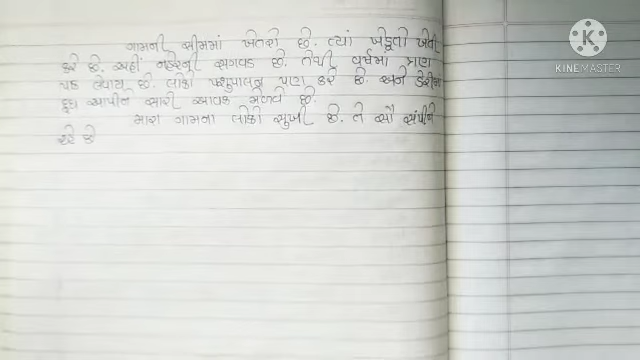 ગામની સીમમાં ખેતરો છે. ત્યાં ખેડૂતો ખેતી
કરે છે. અહીં નહેરની સગવડ છે. તેથી વર્ષમાં ત્રણ
પાક લેવાય છે. લોકો પશુપાલન પણ કરે છે. અને ડેરીમાં
દૂધ આપીને સારી આવક મેળવે છે.
મારા ગામના લોકો સુખી છે. તે સૌ સંપીને
રહે છે
K
KINEMASTER